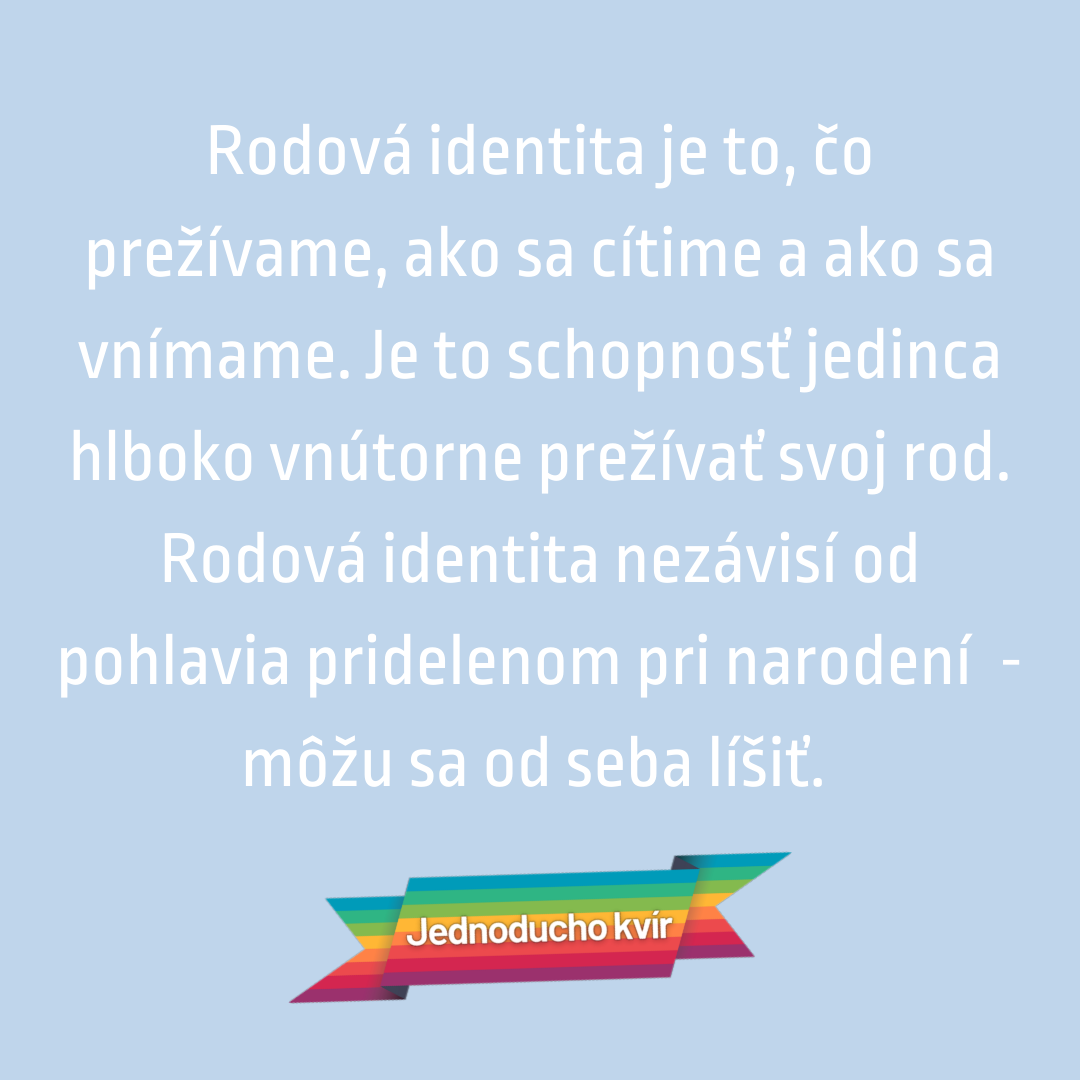 Rodová identita je to, čo
prežívame, ako sa cítime a ako sa
vnímame. Je to schopnosť jedinca
hlboko vnútorne prežívať svoj rod.
Rodová identita nezávisí od
pohlavia pridelenom pri narodení  -
môžu sa od seba líšiť.
Jednoducho kvír